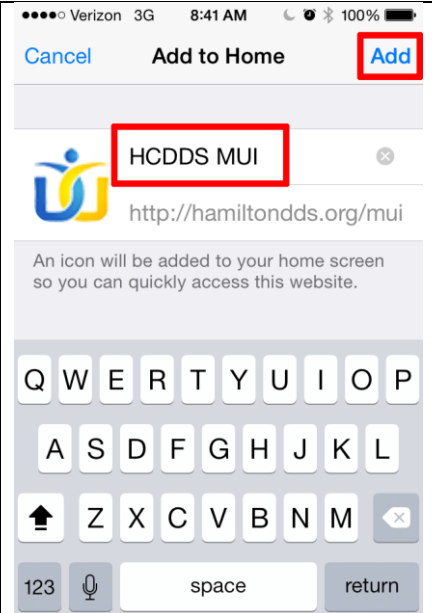 Verizon 3G 8:41 AM 100%
Cancel Add to Home Add
HCDDS MUI
http://hamiltondds.org/mui
An icon will be added to your home screen
so you can quickly access this website.
Q W E R T Y U I O P
A S D F G H J K L
Z X C V B N M
123 space return